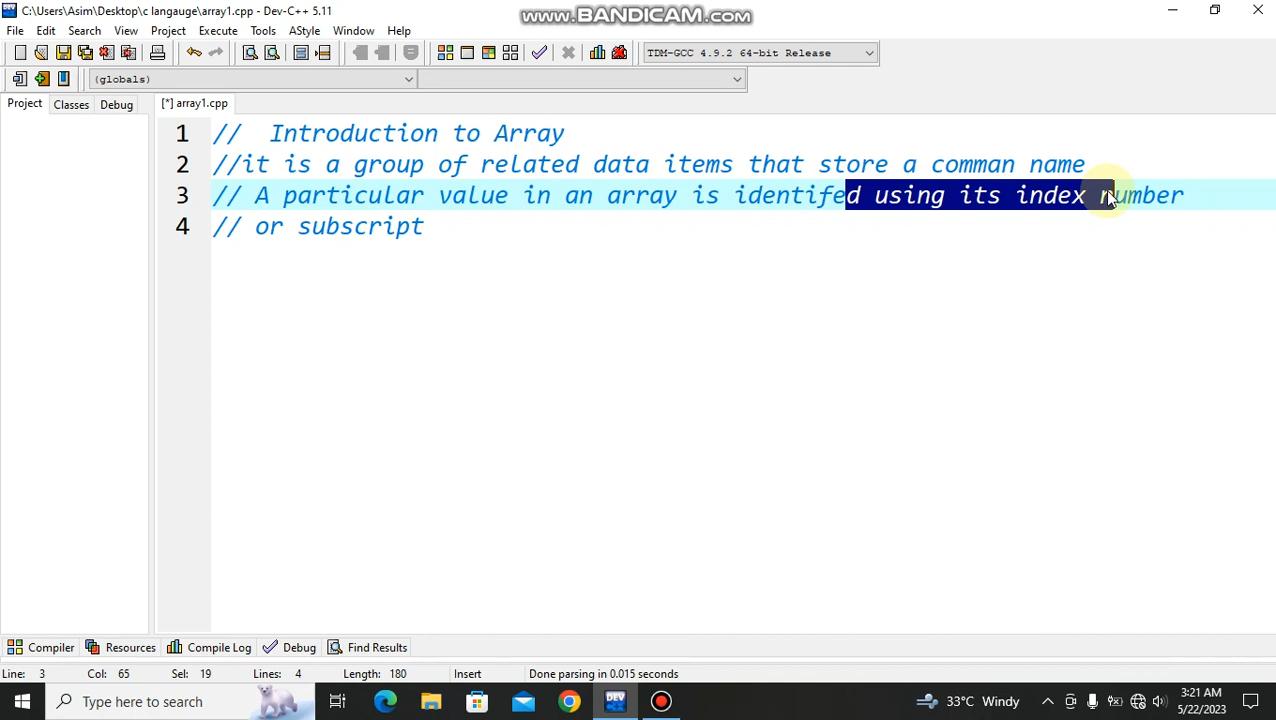 C:\Users\Asim\Desktop\c langauge\array1.cpp - Dev-C++ 5.11
www.BANDICAM.com
File Edit Search View Project Execute Tools AStyle Window Help
TDM-GCC 4.9.2 64-bit Release
(globals)
Project Classes Debug
[*] array1.cpp
1 // Introduction to Array
2 //it is a group of related data items that store a comman name
3 // A particular value in an array is identifed using its index number
4 // or subscript
Compiler Resources Compile Log Debug Find Results
Line: 3 Col: 65 Sel: 19 Lines: 4 Length: 180 Insert Done parsing in 0.015 seconds
Type here to search
DEV
33°C Windy
3:21 AM
5/22/2023